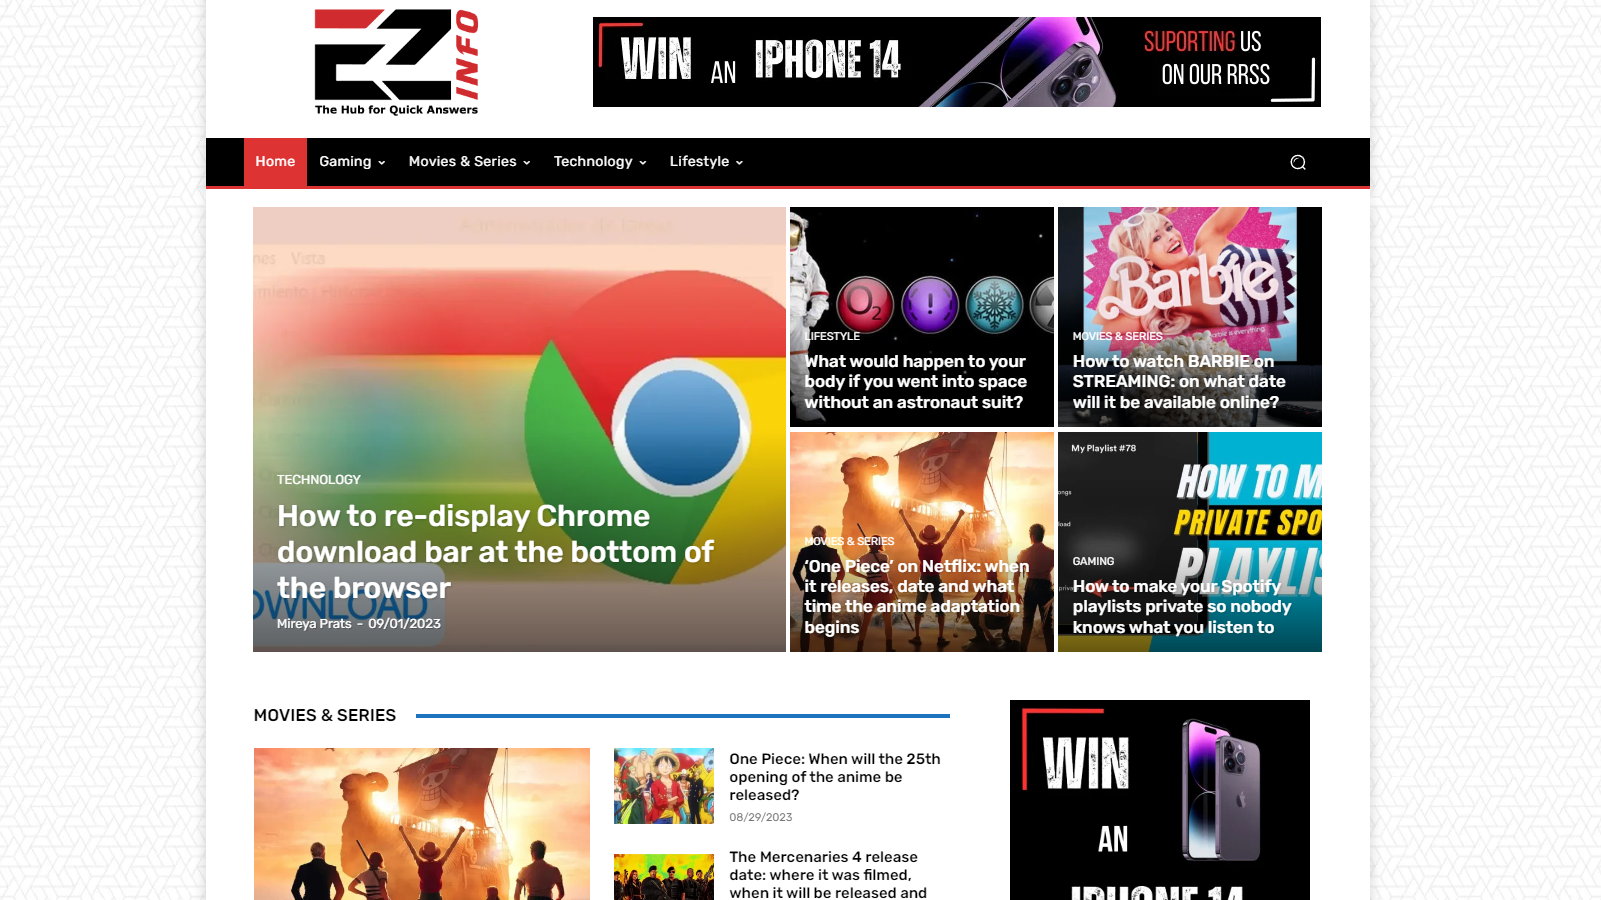 EZ INFO
The Hub for Quick Answers
WIN AN IPHONE 14
SUPORTING US
ON OUR RRSS
Home
Gaming
Movies & Series
Technology
Lifestyle
Vista
TECHNOLOGY
How to re-display Chrome
download bar at the bottom of
the browser
OWNLOAD
Mireya Prats - 09/01/2023
O2
!
LIFESTYLE
What would happen to your
body if you went into space
without an astronaut suit?
Barbie
MOVIES & SERIES
How to watch BARBIE on
STREAMING: on what date
will it be available online?
MOVIES & SERIES
‘One Piece’ on Netflix: when
it releases, date and what
time the anime adaptation
begins
My Playlist #78
HOW TO M
PRIVATE SPO
PLAYLIS
GAMING
How to make your Spotify
playlists private so nobody
knows what you listen to
MOVIES & SERIES
One Piece: When will the 25th
opening of the anime be
released?
08/29/2023
The Mercenaries 4 release
date: where it was filmed,
when it will be released and
WIN
AN
IPHONE 14